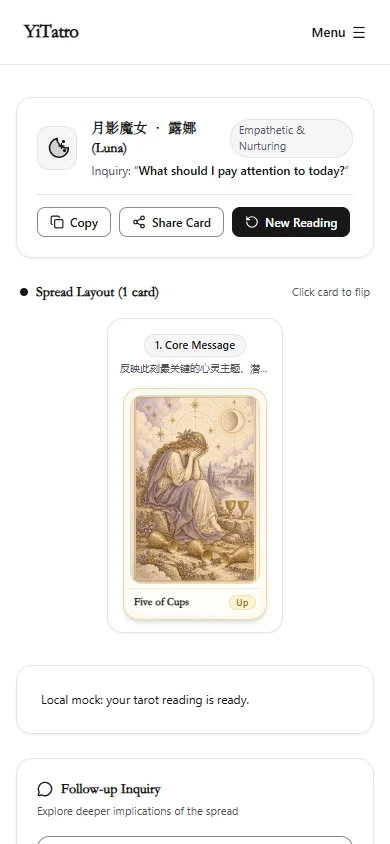 YiTatro
Menu
月影魔女 · 露娜
(Luna)
Empathetic &
Nurturing
Inquiry: “What should I pay attention to today?”
Copy
Share Card
New Reading
Spread Layout (1 card)
Click card to flip
1. Core Message
反映此刻最关键的心灵主题、潜...
Five of Cups
Up
Local mock: your tarot reading is ready.
Follow-up Inquiry
Explore deeper implications of the spread